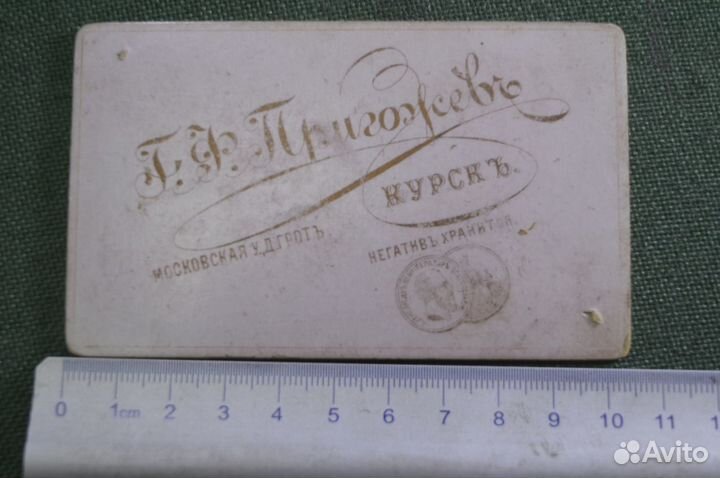 Г. Ф. Пригожевъ
КУРСКЪ.
МОСКОВСКАЯ У, Д, ГРОТЪ
НЕГАТИВЪ ХРАНИТСЯ.
0 1cm 2 3 4 5 6 7 8 9 10 11
Avito